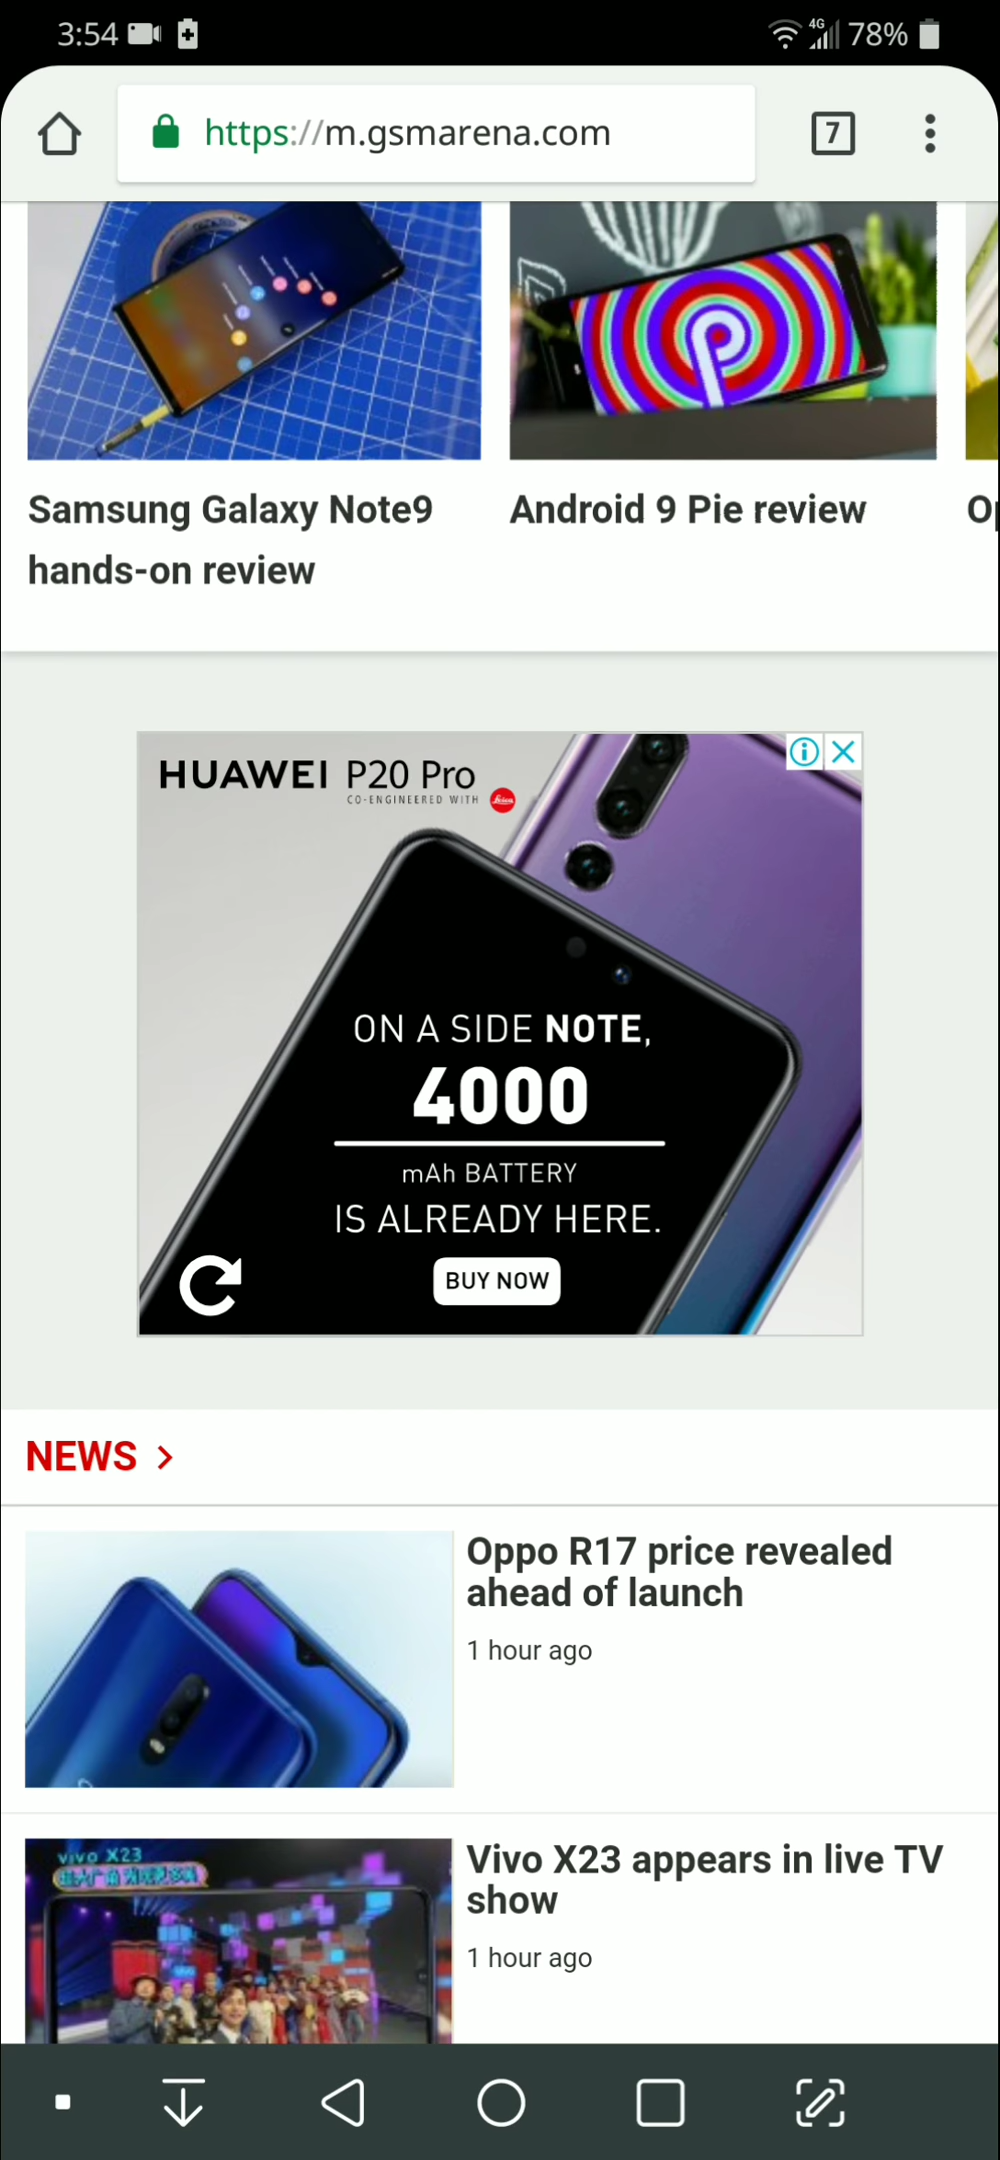 3:54
4G
78%
https://m.gsmarena.com
7
Samsung Galaxy Note9
hands-on review
Android 9 Pie review
HUAWEI P20 Pro
CO-ENGINEERED WITH
Leica
ON A SIDE NOTE,
4000
mAh BATTERY
IS ALREADY HERE.
BUY NOW
NEWS
Oppo R17 price revealed
ahead of launch
1 hour ago
Vivo X23 appears in live TV
show
1 hour ago
vivo X23